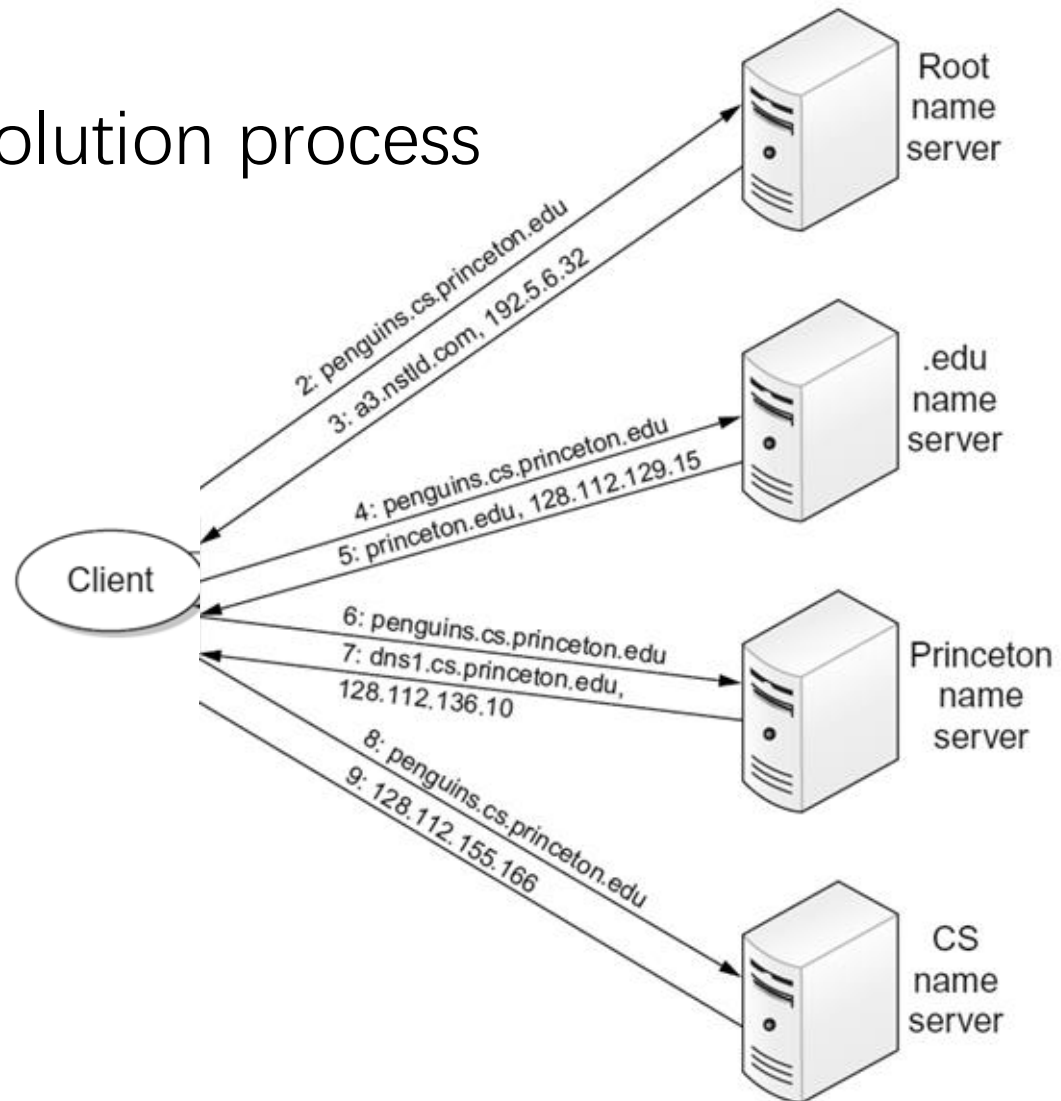 olution process
Root
name
server
2: penguins.cs.princeton.edu
3: a3.nstld.com, 192.5.6.32
.edu
name
server
4: penguins.cs.princeton.edu
5: princeton.edu, 128.112.129.15
Client
6: penguins.cs.princeton.edu
7: dns1.cs.princeton.edu,
128.112.136.10
Princeton
name
server
8: penguins.cs.princeton.edu
9: 128.112.155.166
CS
name
server